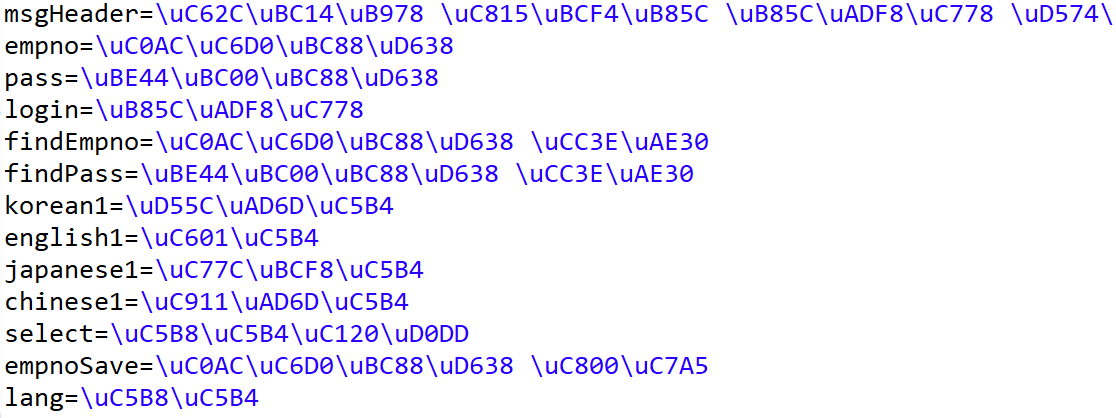 msgHeader=\uC62C\uBC14\uB978 \uC815\uBCF4\uB85C \uB85C\uADF8\uC778 \uD574\
empno=\uC0AC\uC6D0\uBC88\uD638
pass=\uBE44\uBC00\uBC88\uD638
login=\uB85C\uADF8\uC778
findEmpno=\uC0AC\uC6D0\uBC88\uD638 \uCC3E\uAE30
findPass=\uBE44\uBC00\uBC88\uD638 \uCC3E\uAE30
korean1=\uD55C\uAD6D\uC5B4
english1=\uC601\uC5B4
japanese1=\uC77C\uBCF8\uC5B4
chinese1=\uC911\uAD6D\uC5B4
select=\uC5B8\uC5B4\uC120\uD0DD
empnoSave=\uC0AC\uC6D0\uBC88\uD638 \uC800\uC7A5
lang=\uC5B8\uC5B4